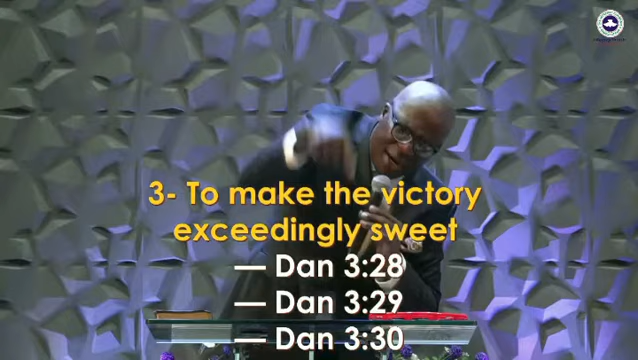 3- To make the victory
exceedingly sweet
— Dan 3:28
— Dan 3:29
— Dan 3:30